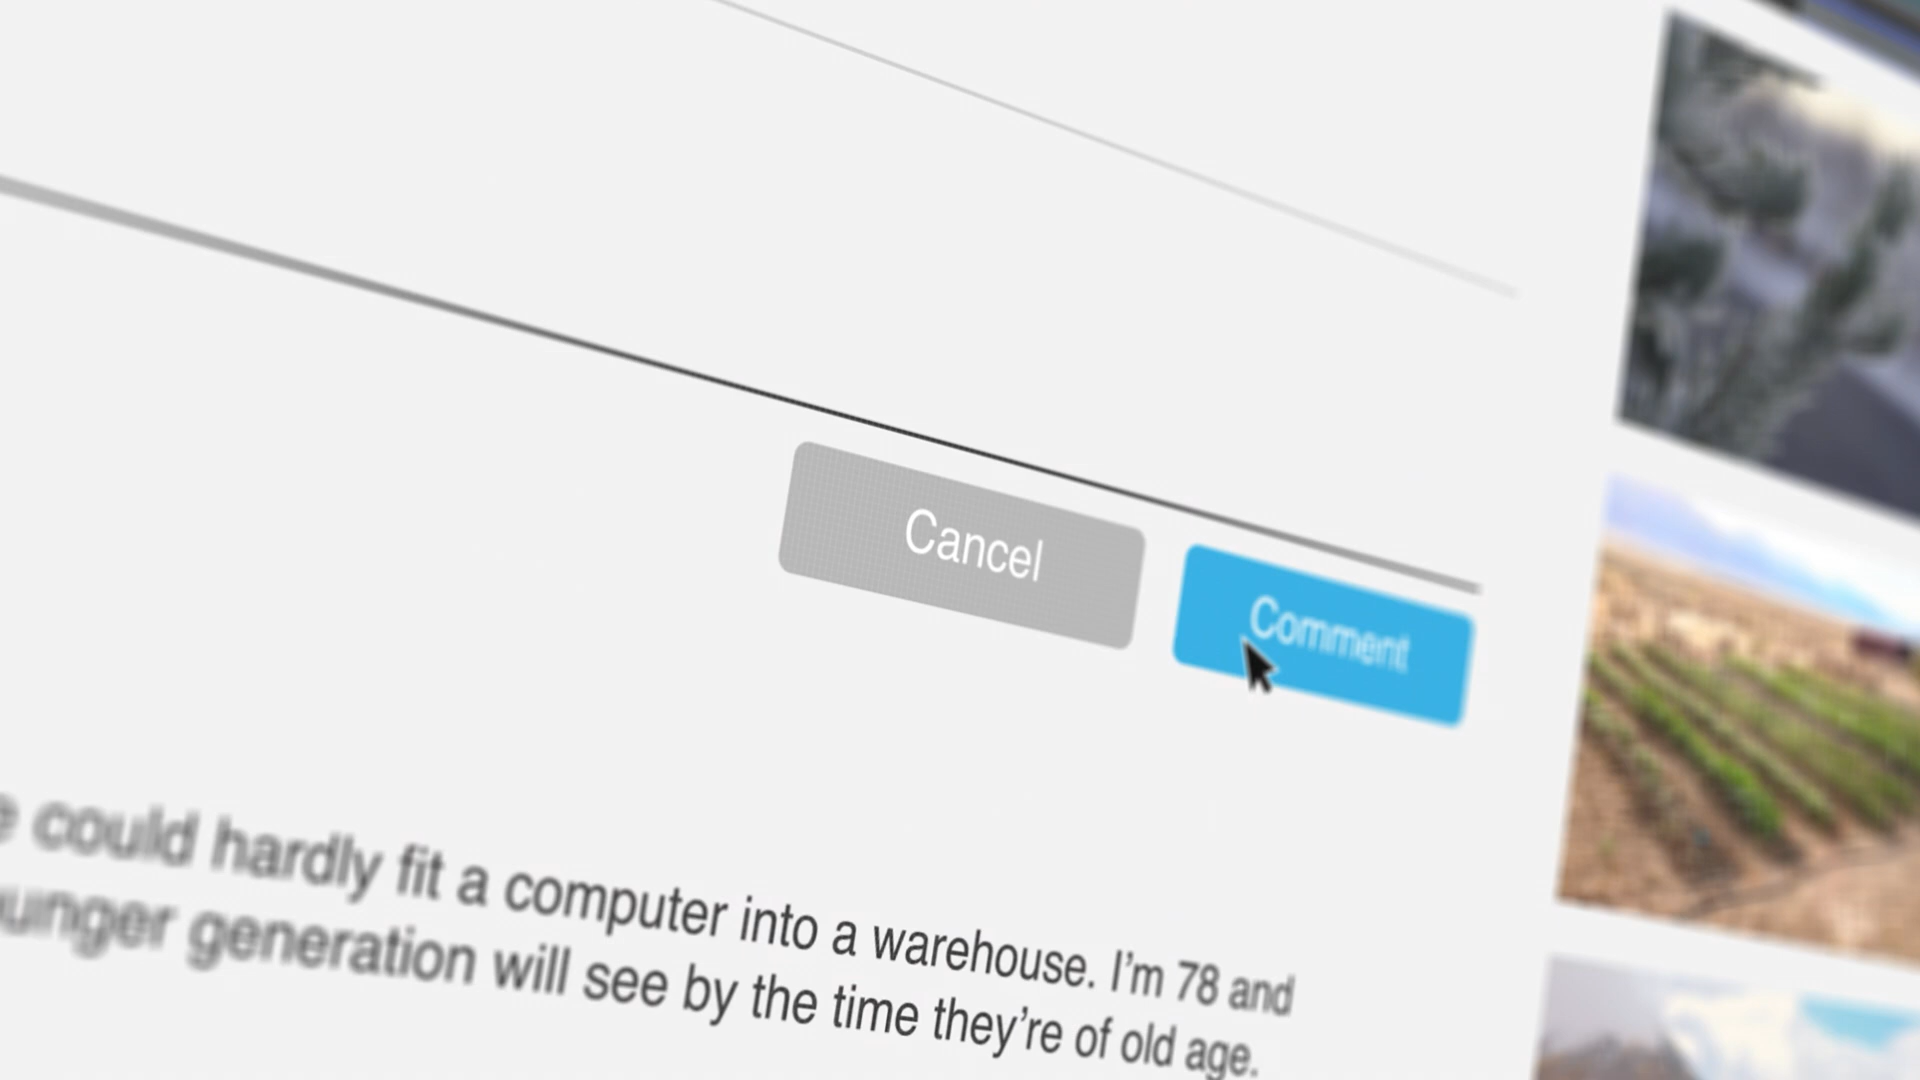 Cancel
Comment
could hardly fit a computer into a warehouse. I'm 78 and
generation will see by the time they're of old age.